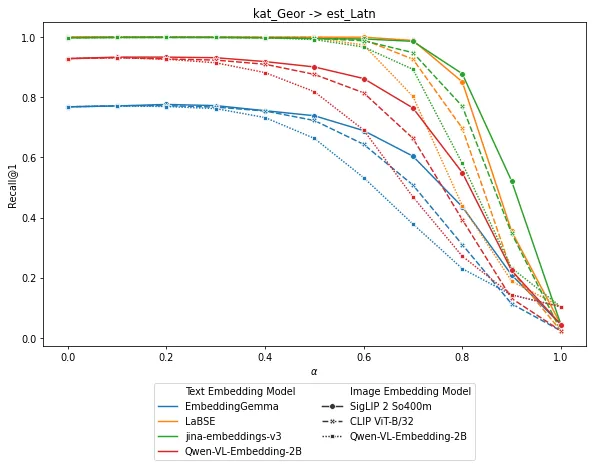 kat_Geor -> est_Latn
Recall@1
1.0
0.8
0.6
0.4
0.2
0.0
0.0 0.2 0.4 0.6 0.8 1.0
α
Text Embedding Model
EmbeddingGemma
LaBSE
jina-embeddings-v3
Qwen-VL-Embedding-2B
Image Embedding Model
SigLIP 2 So400m
CLIP ViT-B/32
Qwen-VL-Embedding-2B